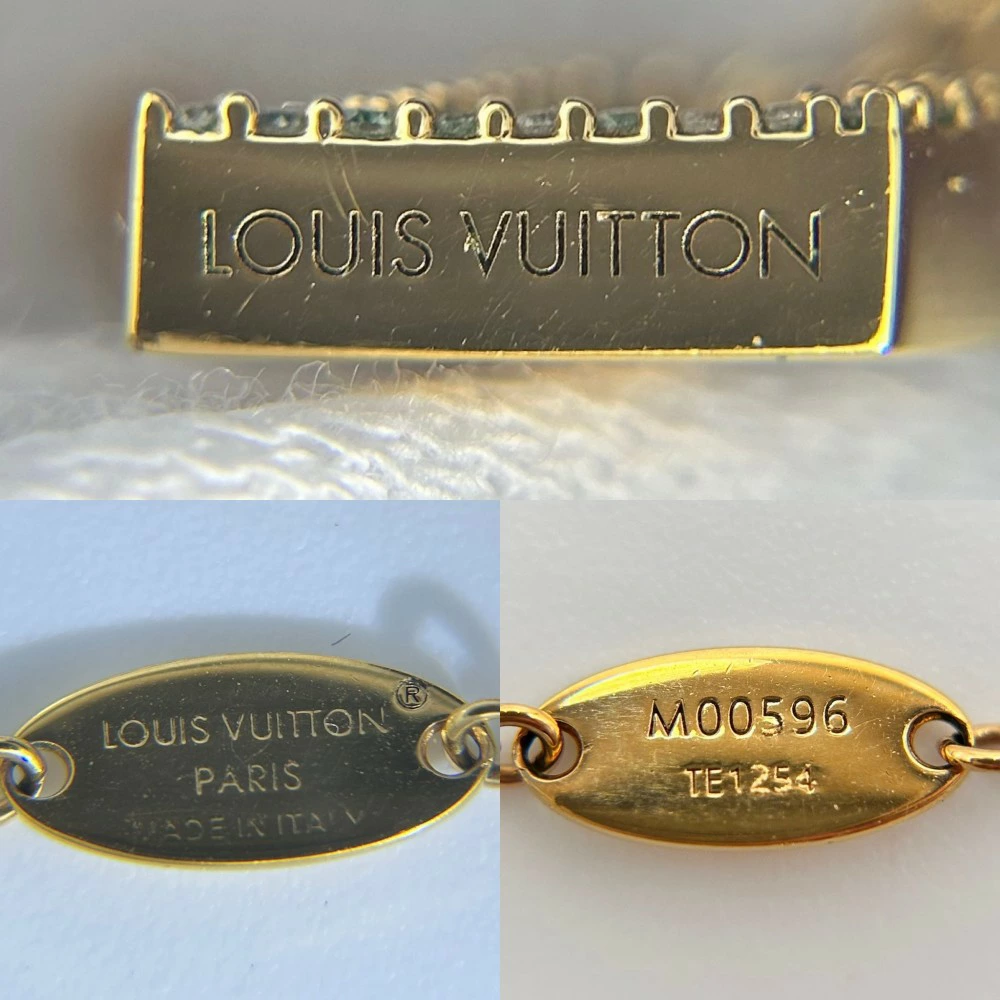 LOUIS VUITTON
LOUIS VUITTON®
PARIS
MADE IN ITALY
M00596
TE1254